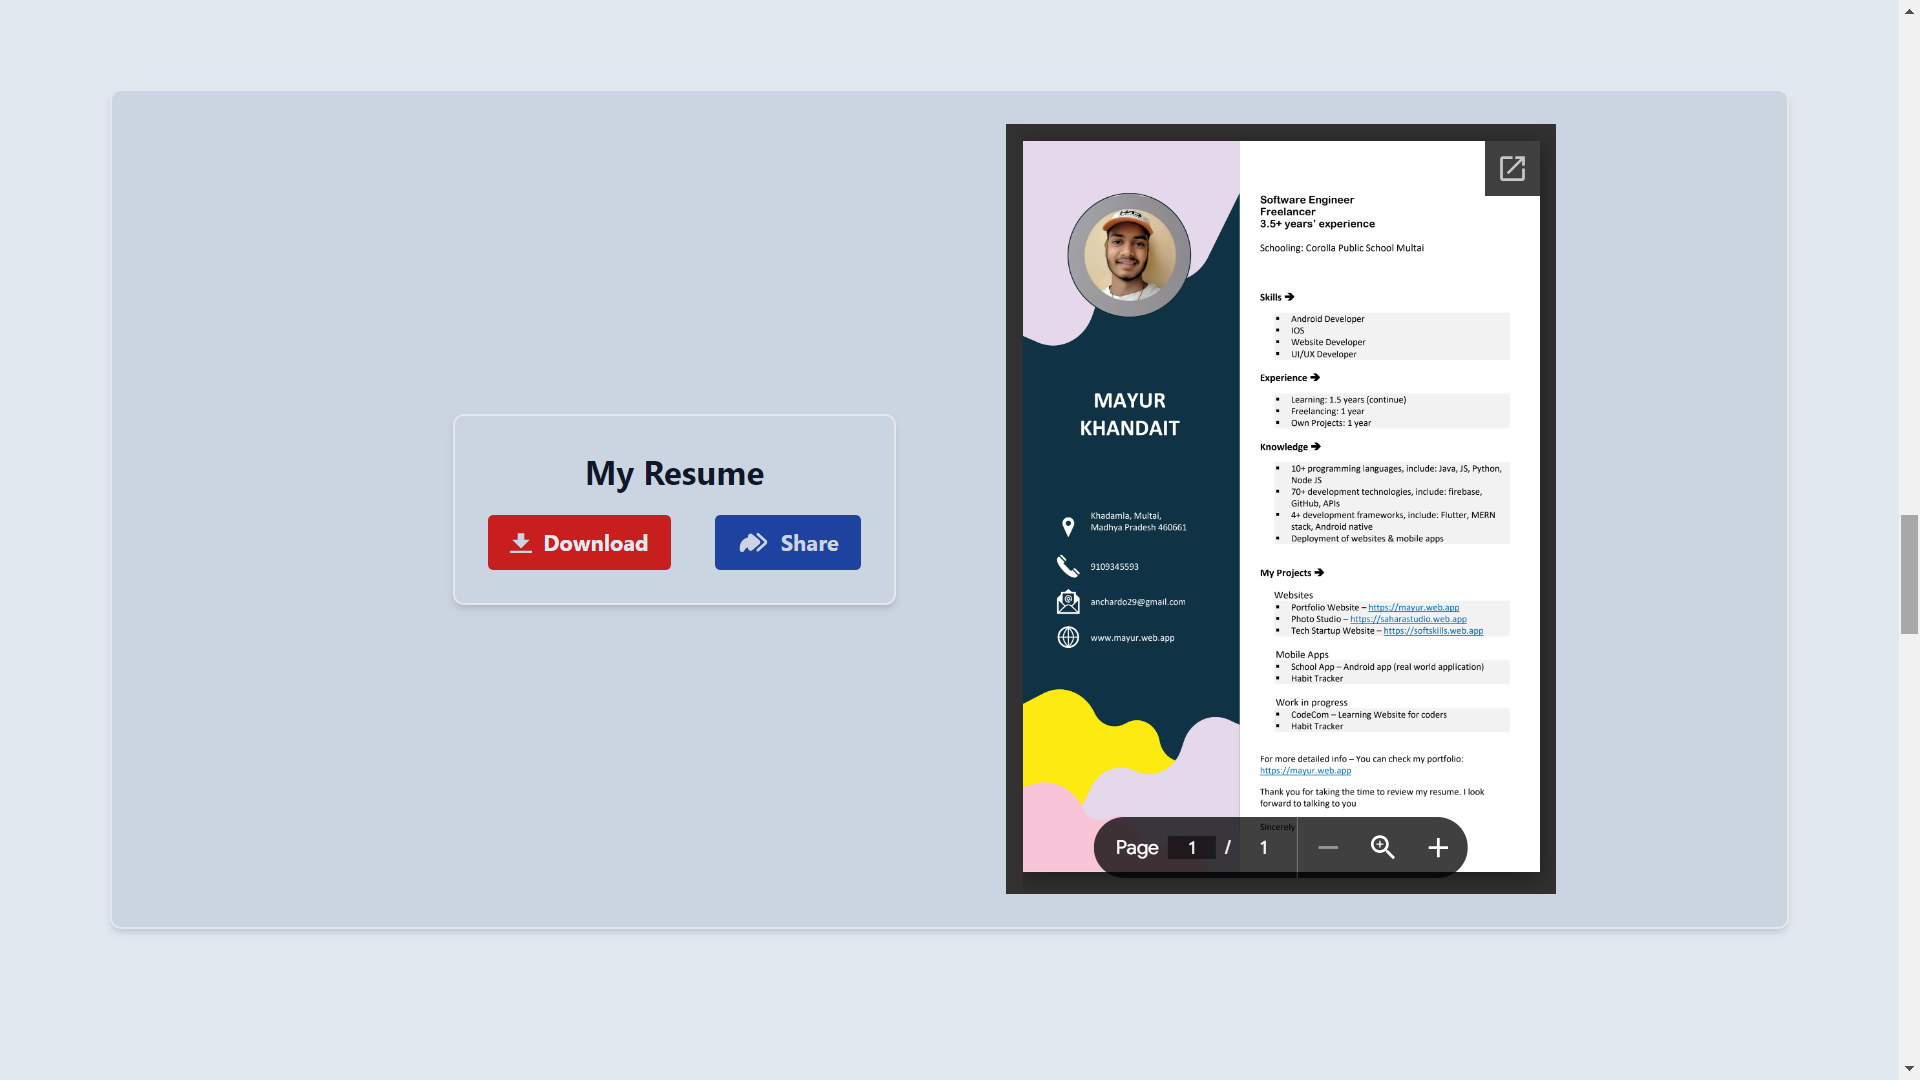 My Resume
Download
Share
MAYUR
KHANDAIT
Khadamla, Multai,
Madhya Pradesh 460661
9109345593
anchardo29@gmail.com
www.mayur.web.app
Software Engineer
Freelancer
3.5+ years' experience
Schooling: Corolla Public School Multai
Skills ➔
▪ Android Developer
▪ IOS
▪ Website Developer
▪ UI/UX Developer
Experience ➔
▪ Learning: 1.5 years (continue)
▪ Freelancing: 1 year
▪ Own Projects: 1 year
Knowledge ➔
▪ 10+ programming languages, include: Java, JS, Python,
Node JS
▪ 70+ development technologies, include: firebase,
GitHub, APIs
▪ 4+ development frameworks, include: Flutter, MERN
stack, Android native
▪ Deployment of websites & mobile apps
My Projects ➔
Websites
▪ Portfolio Website – https://mayur.web.app
▪ Photo Studio – https://saharastudio.web.app
▪ Tech Startup Website – https://softskills.web.app
Mobile Apps
▪ School App – Android app (real world application)
▪ Habit Tracker
Work in progress
▪ CodeCom – Learning Website for coders
▪ Habit Tracker
For more detailed info – You can check my portfolio:
https://mayur.web.app
Thank you for taking the time to review my resume. I look
forward to talking to you
Sincerely
Page 1 / 1